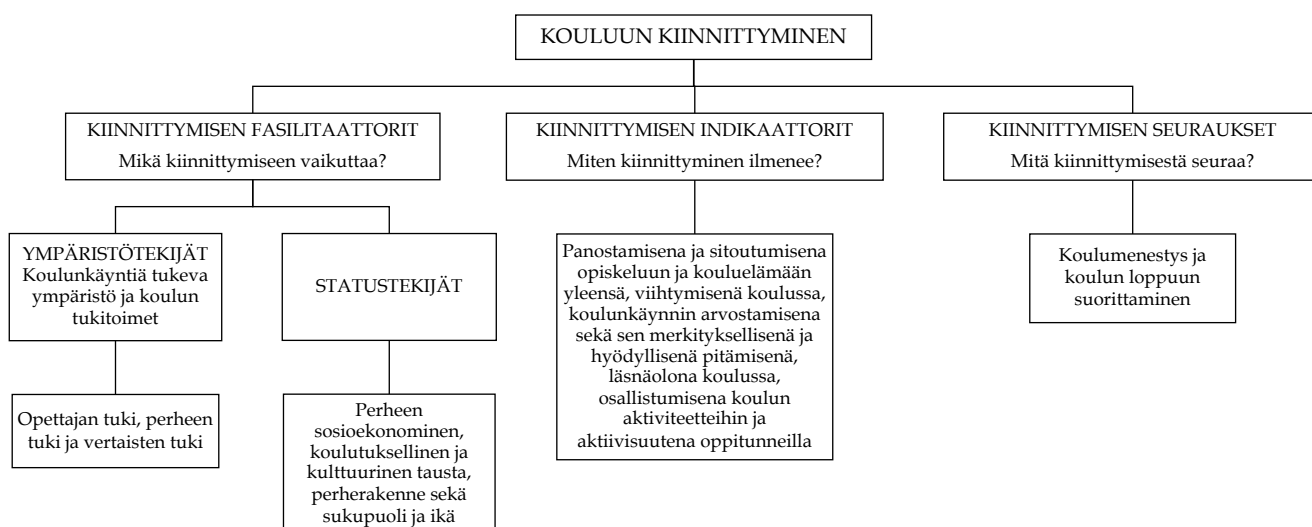 KOULUUN KIINNITTYMINEN
KIINNITTYMISEN FASILITAATTORIT
Mikä kiinnittymiseen vaikuttaa?
KIINNITTYMISEN INDIKAATTORIT
Miten kiinnittyminen ilmenee?
KIINNITTYMISEN SEURAUKSET
Mitä kiinnittymisestä seuraa?
YMPÄRISTÖTEKIJÄT
Koulunkäyntiä tukeva
ympäristö ja koulun
tukitoimet
STATUSTEKIJÄT
Panostamisena ja sitoutumisena
opiskeluun ja kouluelämään
yleensä, viihtymisenä koulussa,
koulunkäynnin arvostamisena
sekä sen merkityksellisenä ja
hyödyllisenä pitämisenä,
läsnäolona koulussa,
osallistumisena koulun
aktiviteetteihin ja
aktiivisuutena oppitunneilla
Koulumenestys ja
koulun loppuun
suorittaminen
Opettajan tuki, perheen
tuki ja vertaisten tuki
Perheen
sosioekonominen,
koulutuksellinen ja
kulttuurinen tausta,
perherakenne sekä
sukupuoli ja ikä